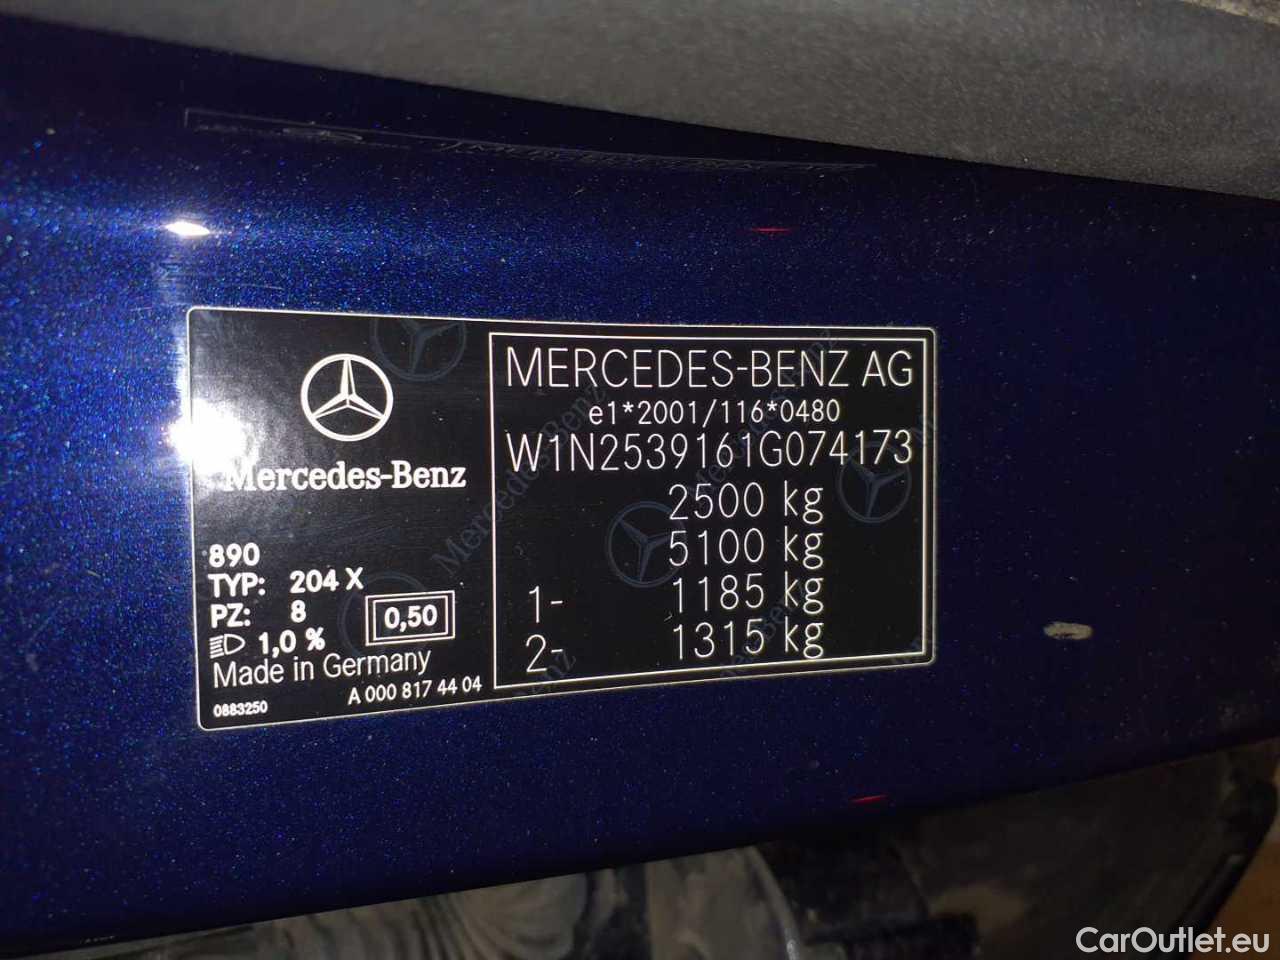 Mercedes-Benz
890
TYP: 204 X
PZ: 8
1,0 %
0,50
Made in Germany
A 000 817 44 04
0883250
MERCEDES-BENZ AG
e1*2001/116*0480
W1N2539161G074173
2500 kg
5100 kg
1- 1185 kg
2- 1315 kg
Mercedes-Benz
CarOutlet.eu